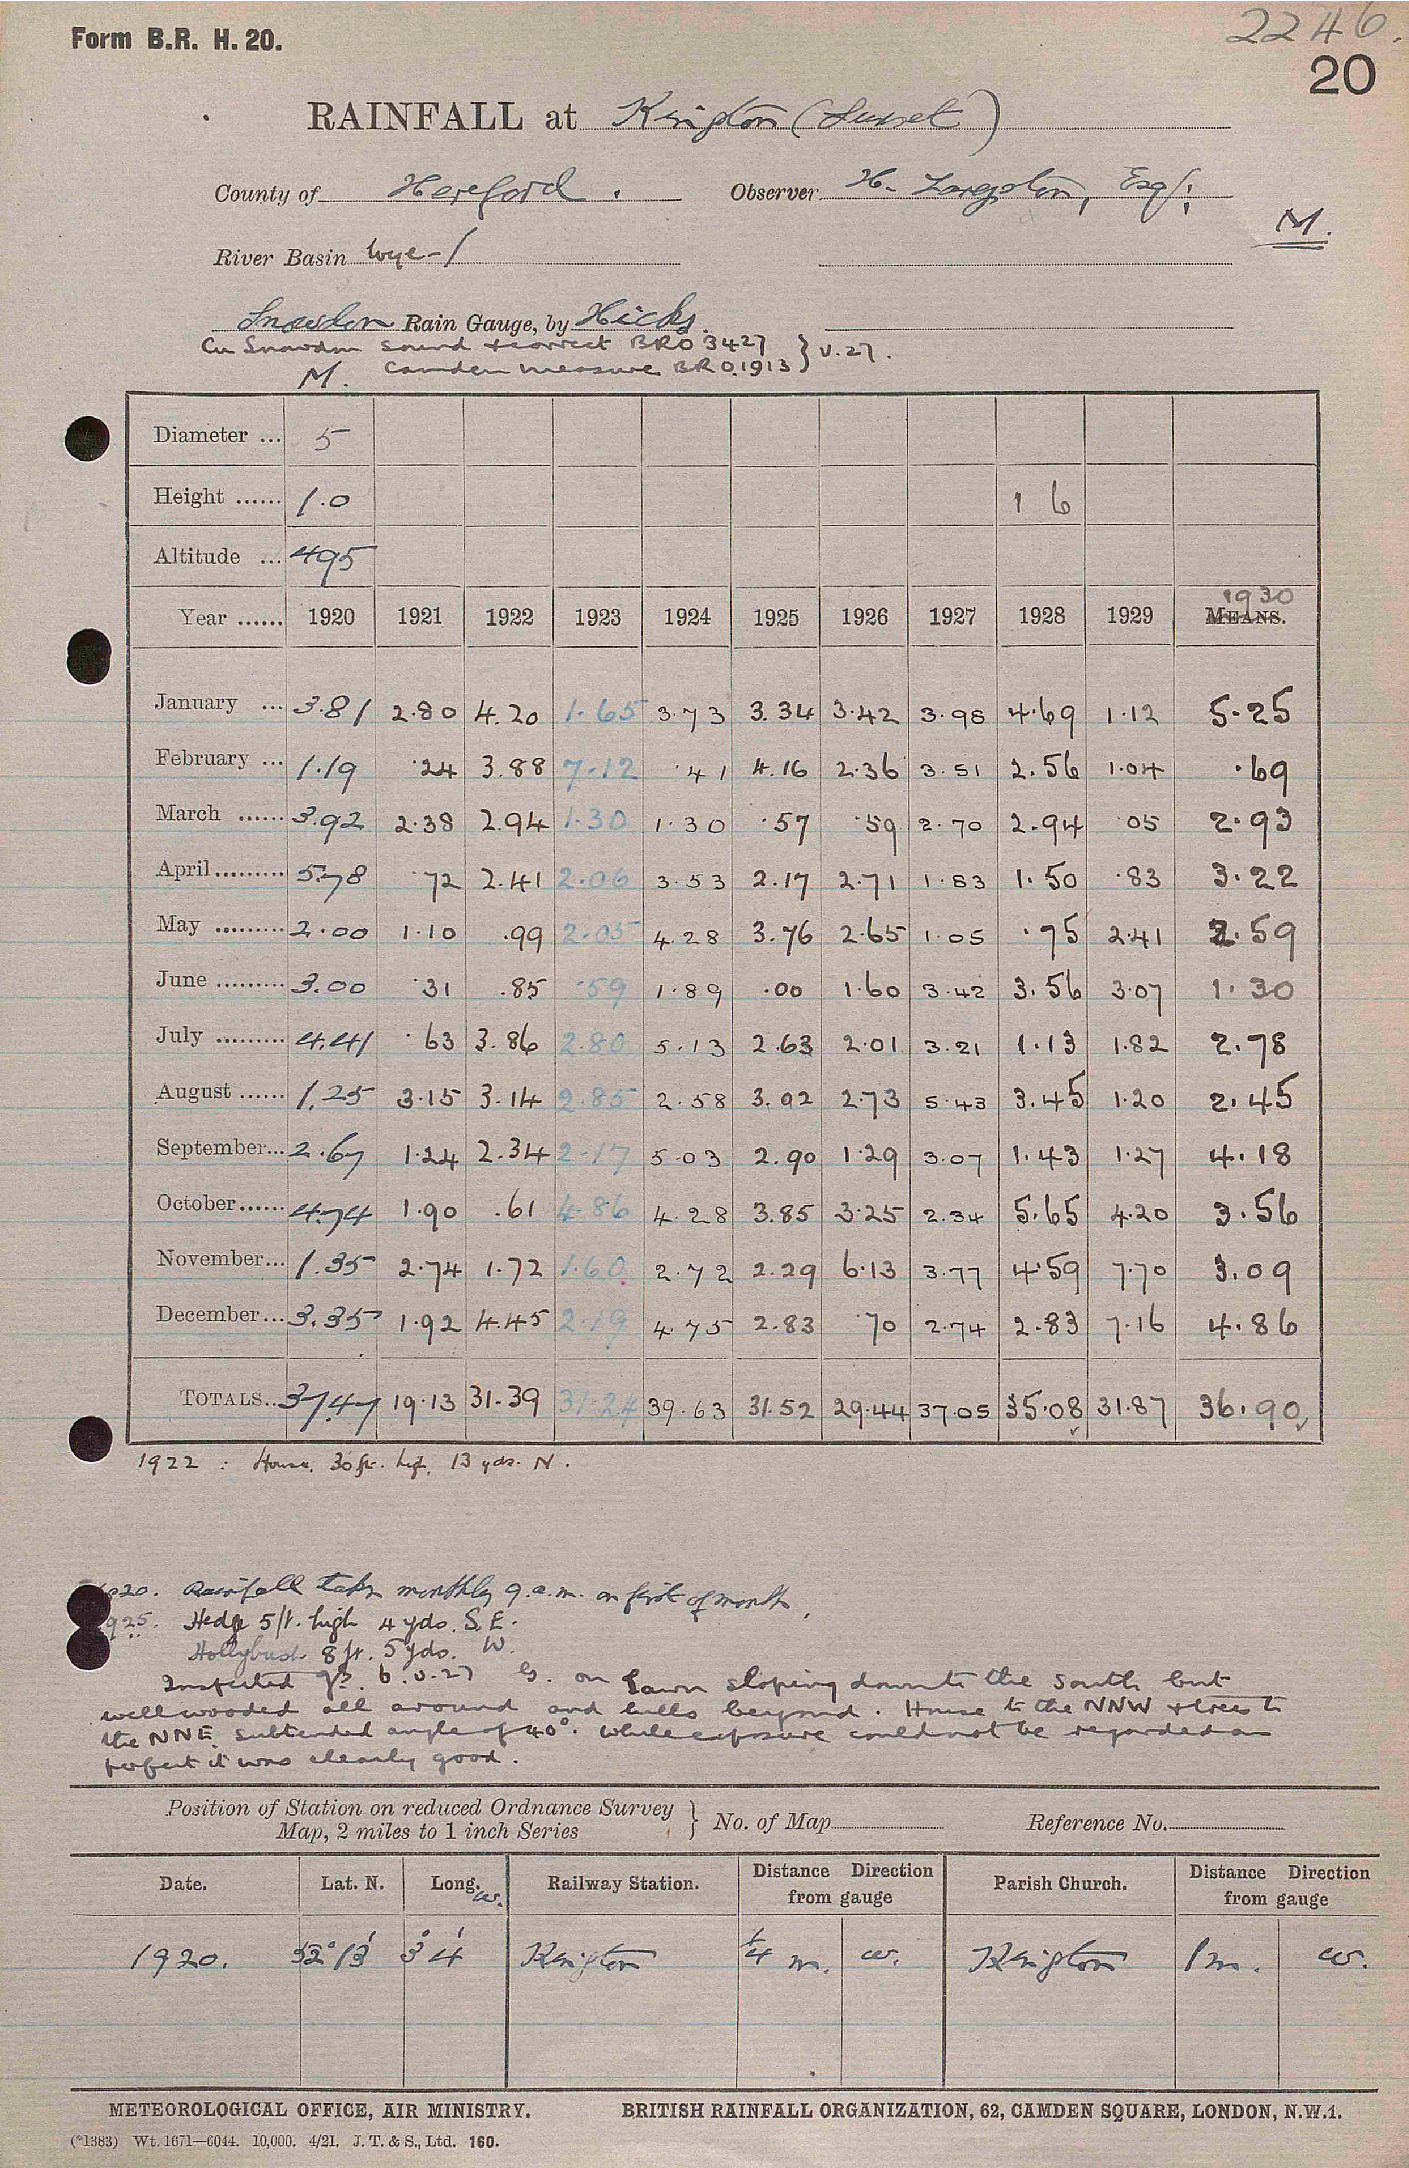 2246.
Form B.R. H. 20.
20
RAINFALL at Kington (Sunset)
County of Hereford. Observer H. Langston, Esq;
M.
River Basin Wye-1
Snowdon Rain Gauge, by Hicks.
Cu Snowdon sound & correct BRO 3427 } v.27.
M. Camden measure BRO 1913
Diameter ... 5
Height ...... 1.0 1 6
Altitude ... 495
1930
Year ...... 1920 1921 1922 1923 1924 1925 1926 1927 1928 1929 MEANS.
January ... 3.81 2.80 4.20 1.65 3.73 3.34 3.42 3.98 4.69 1.12 5.25
February ... 1.19 .24 3.88 7.12 .41 4.16 2.36 3.51 2.56 1.04 .69
March ...... 3.92 2.38 2.94 1.30 1.30 .57 .59 2.70 2.94 .05 2.93
April ......... 5.78 .72 2.41 2.06 3.53 2.17 2.71 1.83 1.50 .83 3.22
May ......... 2.00 1.10 .99 2.05 4.28 3.76 2.65 1.05 .75 2.41 2.59
June ......... 3.00 .31 .85 .59 1.89 .00 1.60 3.42 3.56 3.07 1.30
July ......... 4.41 .63 3.86 2.80 5.13 2.63 2.01 3.21 1.13 1.82 2.78
August ...... 1.25 3.15 3.14 2.85 2.58 3.02 2.73 5.43 3.45 1.20 2.45
September... 2.67 1.24 2.34 2.17 5.03 2.90 1.29 3.07 1.43 1.27 4.18
October...... 4.74 1.90 .61 4.86 4.28 3.85 3.25 2.34 5.65 4.20 3.56
November... 1.35 2.74 1.72 1.60 2.72 2.29 6.13 3.77 4.59 7.70 3.09
December... 3.35 1.92 4.45 2.19 4.75 2.83 .70 2.74 2.83 7.16 4.86
TOTALS.. 37.47 19.13 31.39 31.24 39.63 31.52 29.44 37.05 35.08 31.87 36.90
1922 : House, 30 ft. high, 13 yds. N.
1920. Rainfall taken monthly 9 a.m. on first of month.
1925. Hedge 5ft. high 4 yds. S.E.
Hollybush 8 ft. 5 yds. W.
Inspected 6.v.27 G. on lawn sloping down to the south but
well wooded all around and hills beyond. House to the NNW & trees to
the NNE subtended angle of 40°. While exposure could not be regarded as
perfect it was clearly good.
Position of Station on reduced Ordnance Survey } No. of Map Reference No.
Map, 2 miles to 1 inch Series
Date. Lat. N. Long. W. Railway Station. Distance Direction from gauge Parish Church. Distance Direction from gauge
1920. 52° 13' 3° 4' Kington 1/4 m. W. Kington 1 m. W.
METEOROLOGICAL OFFICE, AIR MINISTRY. BRITISH RAINFALL ORGANIZATION, 62, CAMDEN SQUARE, LONDON, N.W.1.
(*1383) Wt. 1671—6044. 10,000. 4/21. J. T. & S., Ltd. 160.